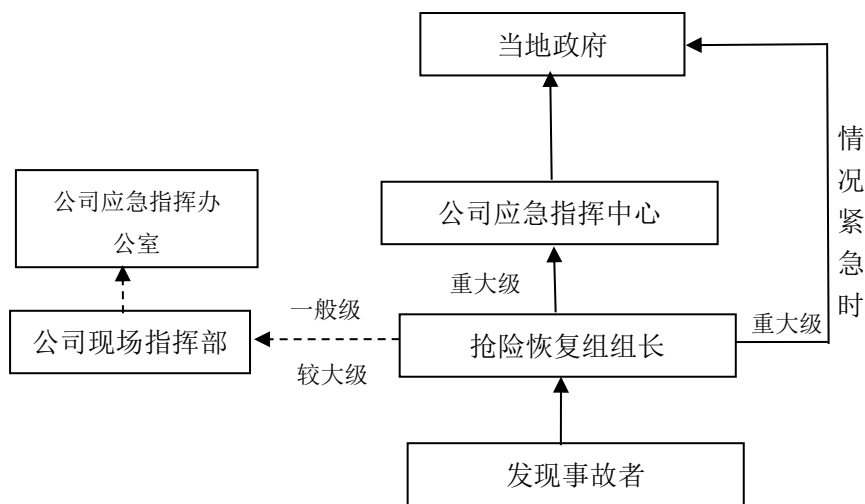 当地政府
情况紧急时
公司应急指挥办
公室
公司应急指挥中心
重大级
一般级
公司现场指挥部
抢险恢复组组长
重大级
较大级
发现事故者